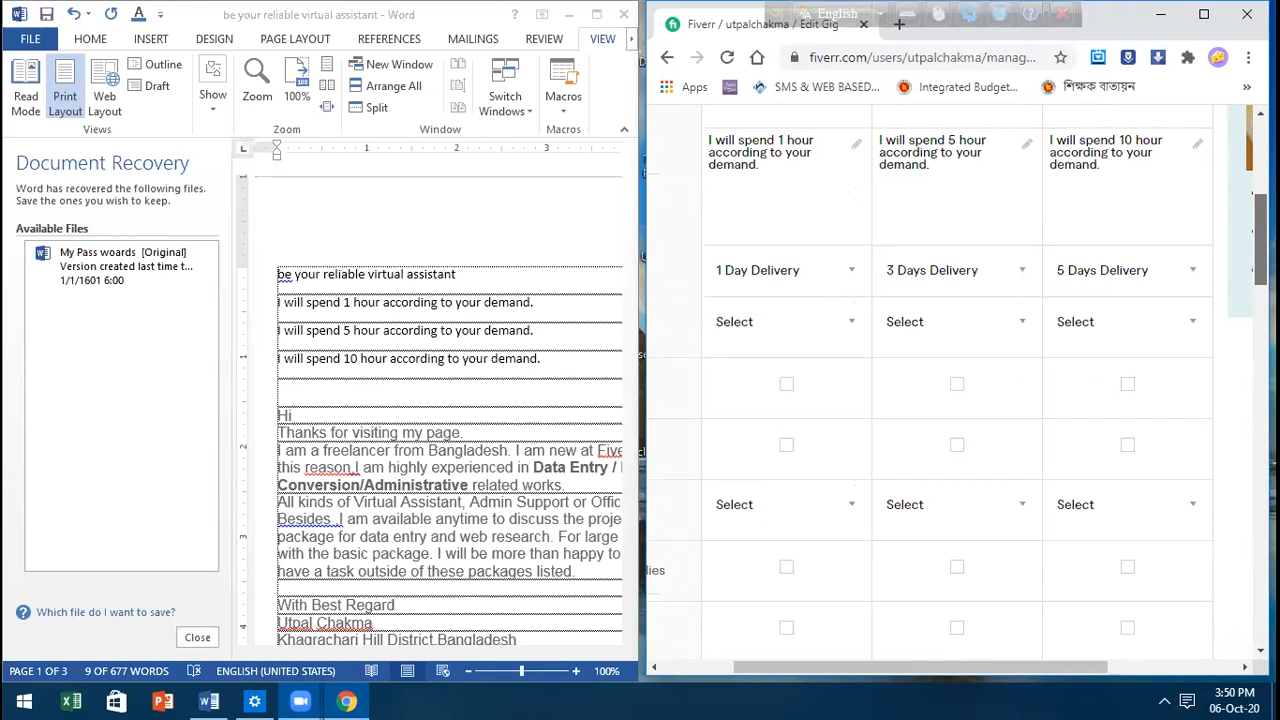 be your reliable virtual assistant - Word
FILE HOME INSERT DESIGN PAGE LAYOUT REFERENCES MAILINGS REVIEW VIEW
Read Mode
Print Layout
Web Layout
Outline
Draft
Views
Show
Zoom
100%
Zoom
New Window
Arrange All
Split
Window
Switch Windows
Macros
Macros
Document Recovery
Word has recovered the following files.
Save the ones you wish to keep.
Available Files
My Pass woards [Original]
Version created last time t...
1/1/1601 6:00
Which file do I want to save?
Close
1 2 3
be your reliable virtual assistant
I will spend 1 hour according to your demand.
I will spend 5 hour according to your demand.
I will spend 10 hour according to your demand.
Hi
Thanks for visiting my page.
I am a freelancer from Bangladesh. I am new at Five
this reason,I am highly experienced in Data Entry /
Conversion/Administrative related works.
All kinds of Virtual Assistant, Admin Support or Offic
Besides ,I am available anytime to discuss the proje
package for data entry and web research. For large
with the basic package. I will be more than happy to
have a task outside of these packages listed.
With Best Regard
Utpal Chakma
Khagrachari Hill District,Bangladesh
PAGE 1 OF 3 9 OF 677 WORDS ENGLISH (UNITED STATES) 100%
English
Fiverr / utpalchakma / Edit Gig
fiverr.com/users/utpalchakma/manag...
Apps SMS & WEB BASED... Integrated Budget... শিক্ষক বাতায়ন
I will spend 1 hour according to your demand.
I will spend 5 hour according to your demand.
I will spend 10 hour according to your demand.
1 Day Delivery 3 Days Delivery 5 Days Delivery
Select Select Select
Select Select Select
lies
3:50 PM
06-Oct-20